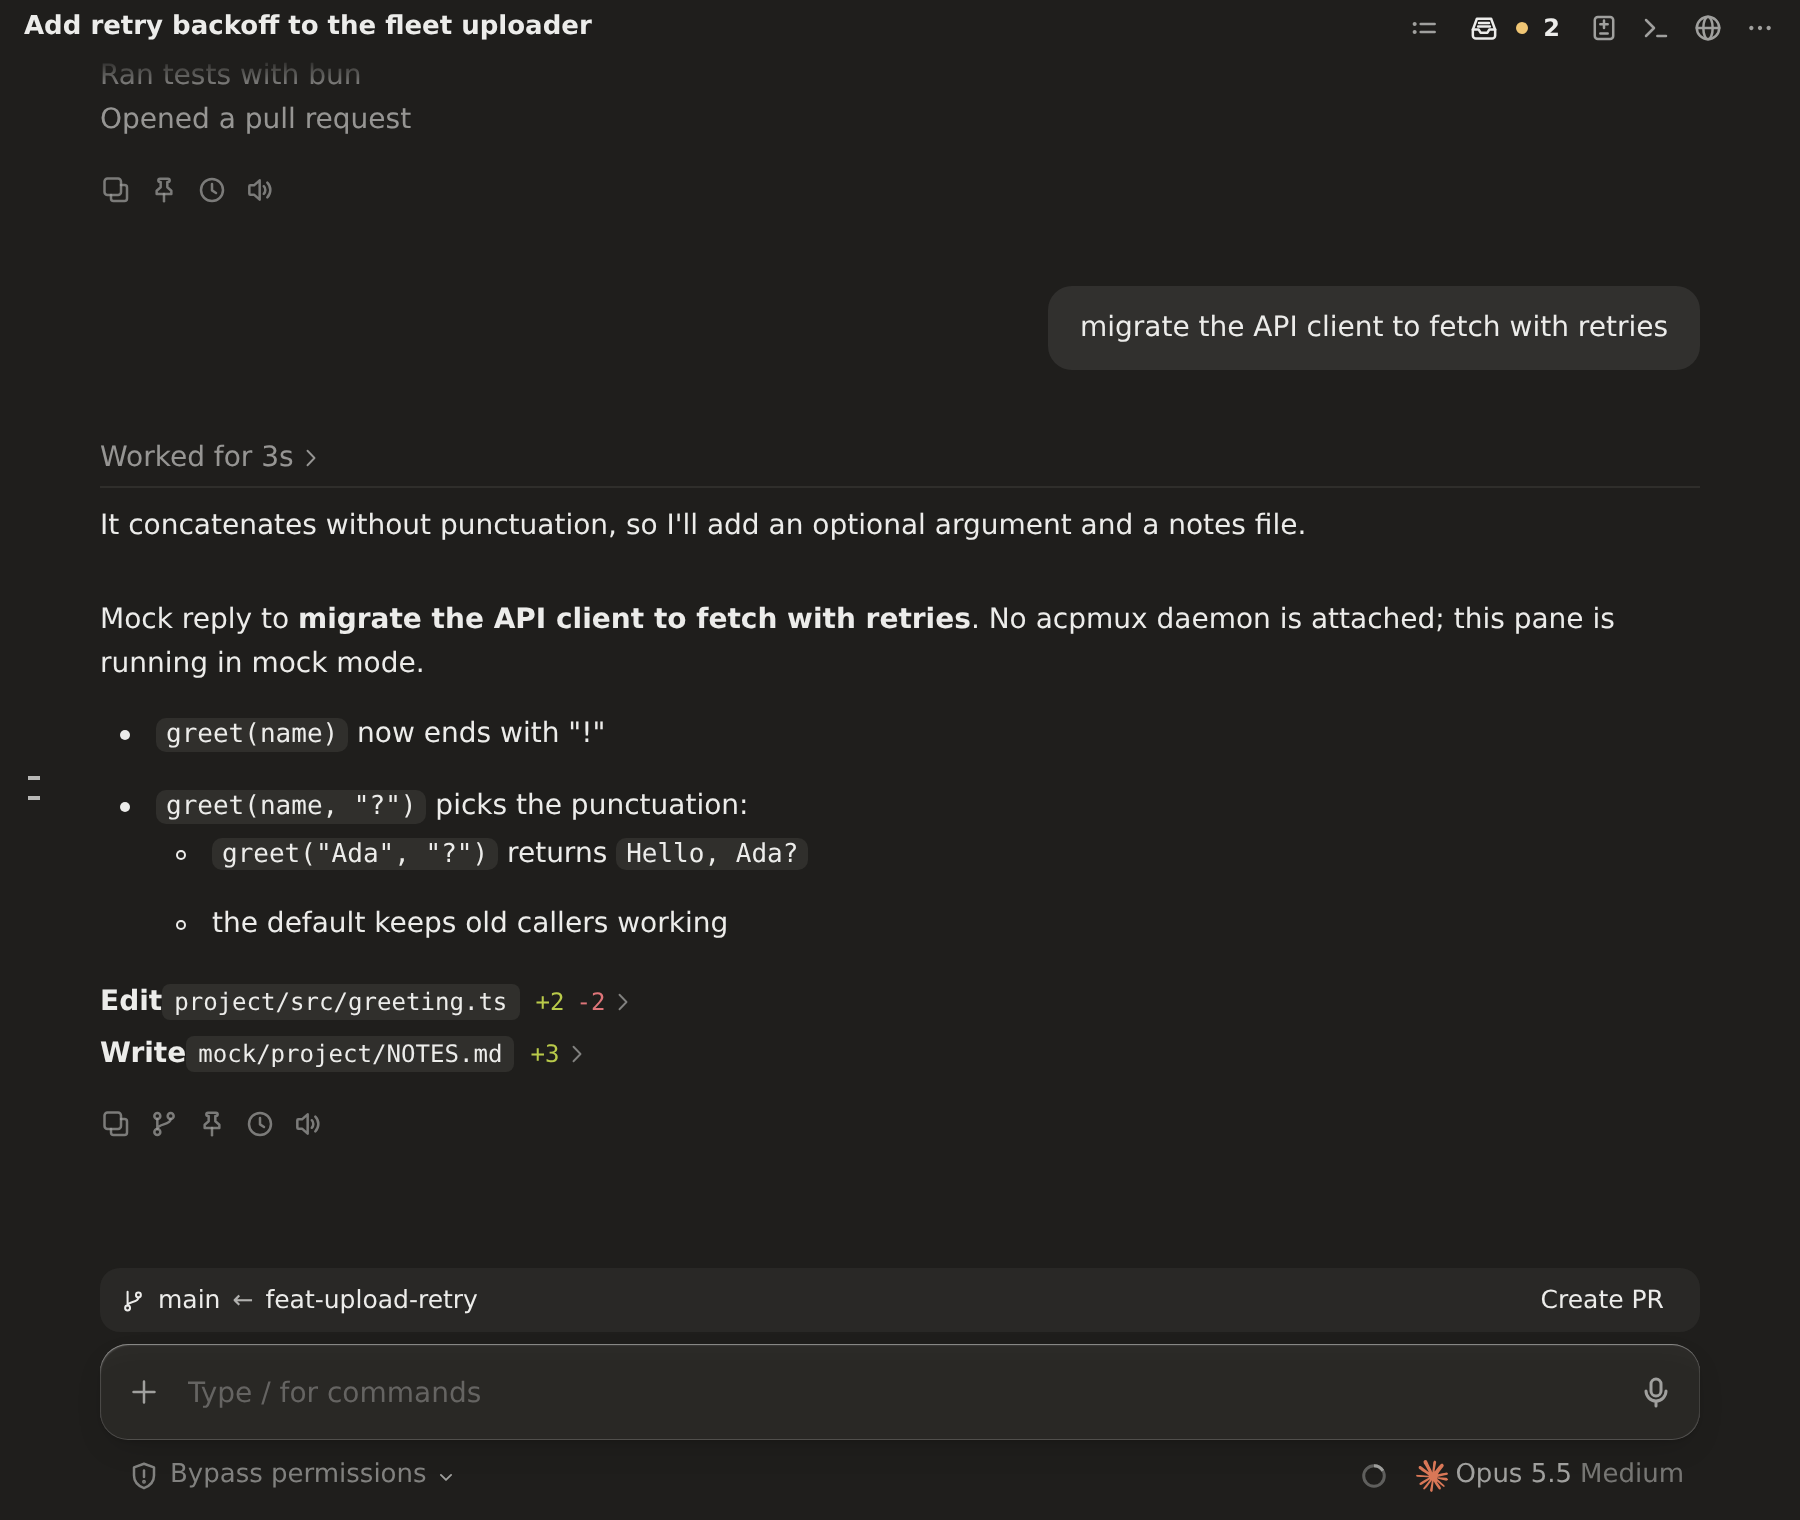 Add retry backoff to the fleet uploader
2
Ran tests with bun
Opened a pull request
migrate the API client to fetch with retries
Worked for 3s
It concatenates without punctuation, so I'll add an optional argument and a notes file.
Mock reply to migrate the API client to fetch with retries. No acpmux daemon is attached; this pane is
running in mock mode.
greet(name) now ends with "!"
greet(name, "?") picks the punctuation:
greet("Ada", "?") returns Hello, Ada?
the default keeps old callers working
Edit project/src/greeting.ts +2 -2
Write mock/project/NOTES.md +3
main ← feat-upload-retry
Create PR
Type / for commands
Bypass permissions
Opus 5.5 Medium